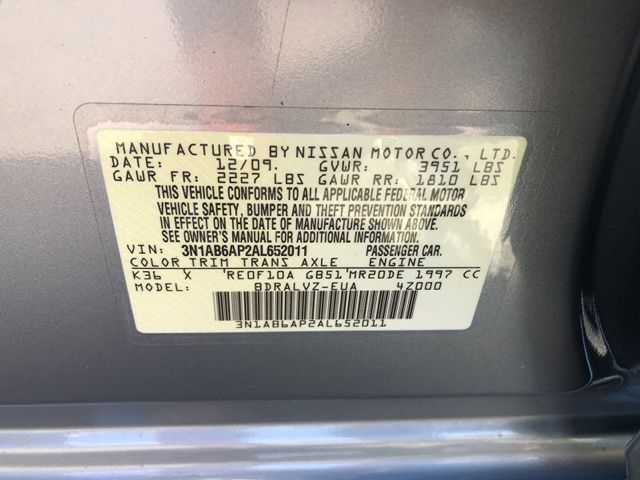 MANUFACTURED BY NISSAN MOTOR CO., LTD.
DATE: 12/09. GVWR: 3951 LBS
GAWR FR: 2227 LBS GAWR RR: 1810 LBS
THIS VEHICLE CONFORMS TO ALL APPLICABLE FEDERAL MOTOR
VEHICLE SAFETY, BUMPER AND THEFT PREVENTION STANDARDS
IN EFFECT ON THE DATE OF MANUFACTURE SHOWN ABOVE.
SEE OWNER'S MANUAL FOR ADDITIONAL INFORMATION.
VIN: 3N1AB6AP2AL652011 PASSENGER CAR.
COLOR TRIM TRANS AXLE ENGINE
K36 X 'RE0F10A GB51'MR20DE 1997 CC
MODEL: BDRALVZ-EUA 4Z000
3N1AB6AP2AL652011